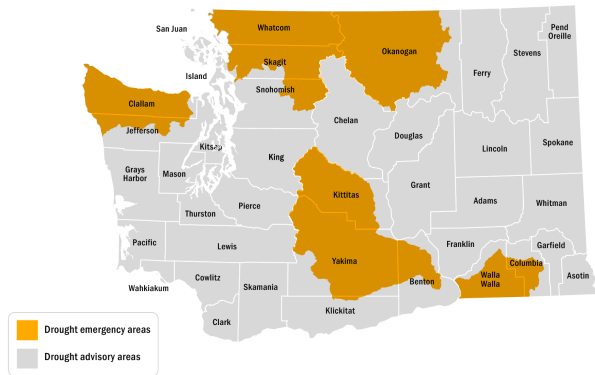 San Juan
Whatcom
Okanogan
Pend
Oreille
Stevens
Ferry
Skagit
Island
Snohomish
Clallam
Chelan
Jefferson
Douglas
Kitsap
Lincoln
Spokane
King
Grays
Harbor
Mason
Grant
Kittitas
Adams
Whitman
Pierce
Thurston
Pacific
Lewis
Franklin
Garfield
Yakima
Columbia
Walla
Walla
Benton
Asotin
Cowlitz
Wahkiakum
Skamania
Klickitat
Clark
Drought emergency areas
Drought advisory areas